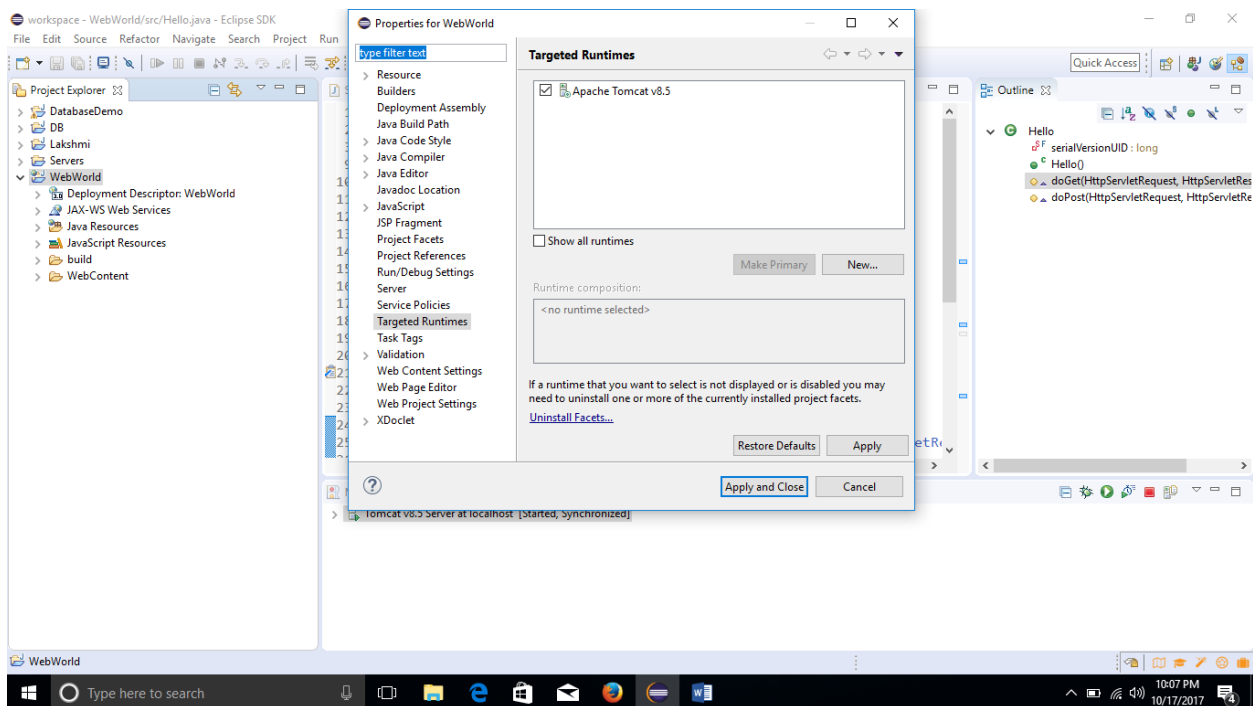 workspace - WebWorld/src/Hello.java - Eclipse SDK
File Edit Source Refactor Navigate Search Project Run
Quick Access
Project Explorer
DatabaseDemo
DB
Lakshmi
Servers
WebWorld
Deployment Descriptor: WebWorld
JAX-WS Web Services
Java Resources
JavaScript Resources
build
WebContent
Properties for WebWorld
type filter text
Resource
Builders
Deployment Assembly
Java Build Path
Java Code Style
Java Compiler
Java Editor
Javadoc Location
JavaScript
JSP Fragment
Project Facets
Project References
Run/Debug Settings
Server
Service Policies
Targeted Runtimes
Task Tags
Validation
Web Content Settings
Web Page Editor
Web Project Settings
XDoclet
Targeted Runtimes
Apache Tomcat v8.5
Show all runtimes
Make Primary New...
Runtime composition:
<no runtime selected>
If a runtime that you want to select is not displayed or is disabled you may
need to uninstall one or more of the currently installed project facets.
Uninstall Facets...
Restore Defaults Apply
Apply and Close Cancel
Outline
Hello
serialVersionUID : long
Hello()
doGet(HttpServletRequest, HttpServletRes
doPost(HttpServletRequest, HttpServletRe
Tomcat v8.5 Server at localhost [Started, Synchronized]
WebWorld
Type here to search
10:07 PM
10/17/2017
4